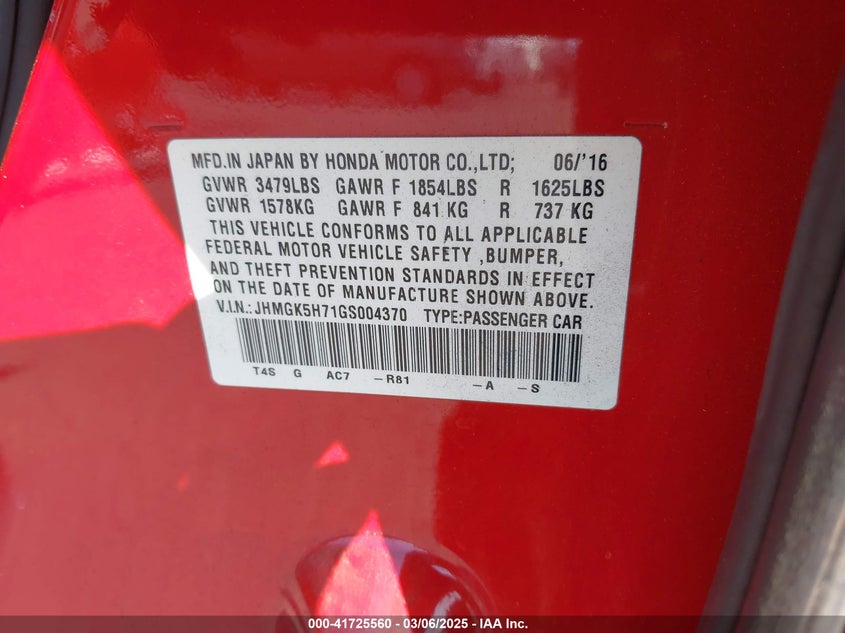 MFD.IN JAPAN BY HONDA MOTOR CO.,LTD; 06/'16
GVWR 3479LBS GAWR F 1854LBS R 1625LBS
GVWR 1578KG GAWR F 841 KG R 737 KG
THIS VEHICLE CONFORMS TO ALL APPLICABLE
FEDERAL MOTOR VEHICLE SAFETY ,BUMPER,
AND THEFT PREVENTION STANDARDS IN EFFECT
ON THE DATE OF MANUFACTURE SHOWN ABOVE.
V.I.N.:JHMGK5H71GS004370 TYPE:PASSENGER CAR
T4S G AC7 –R81 –A –S
000-41725560 - 03/06/2025 - IAA Inc.